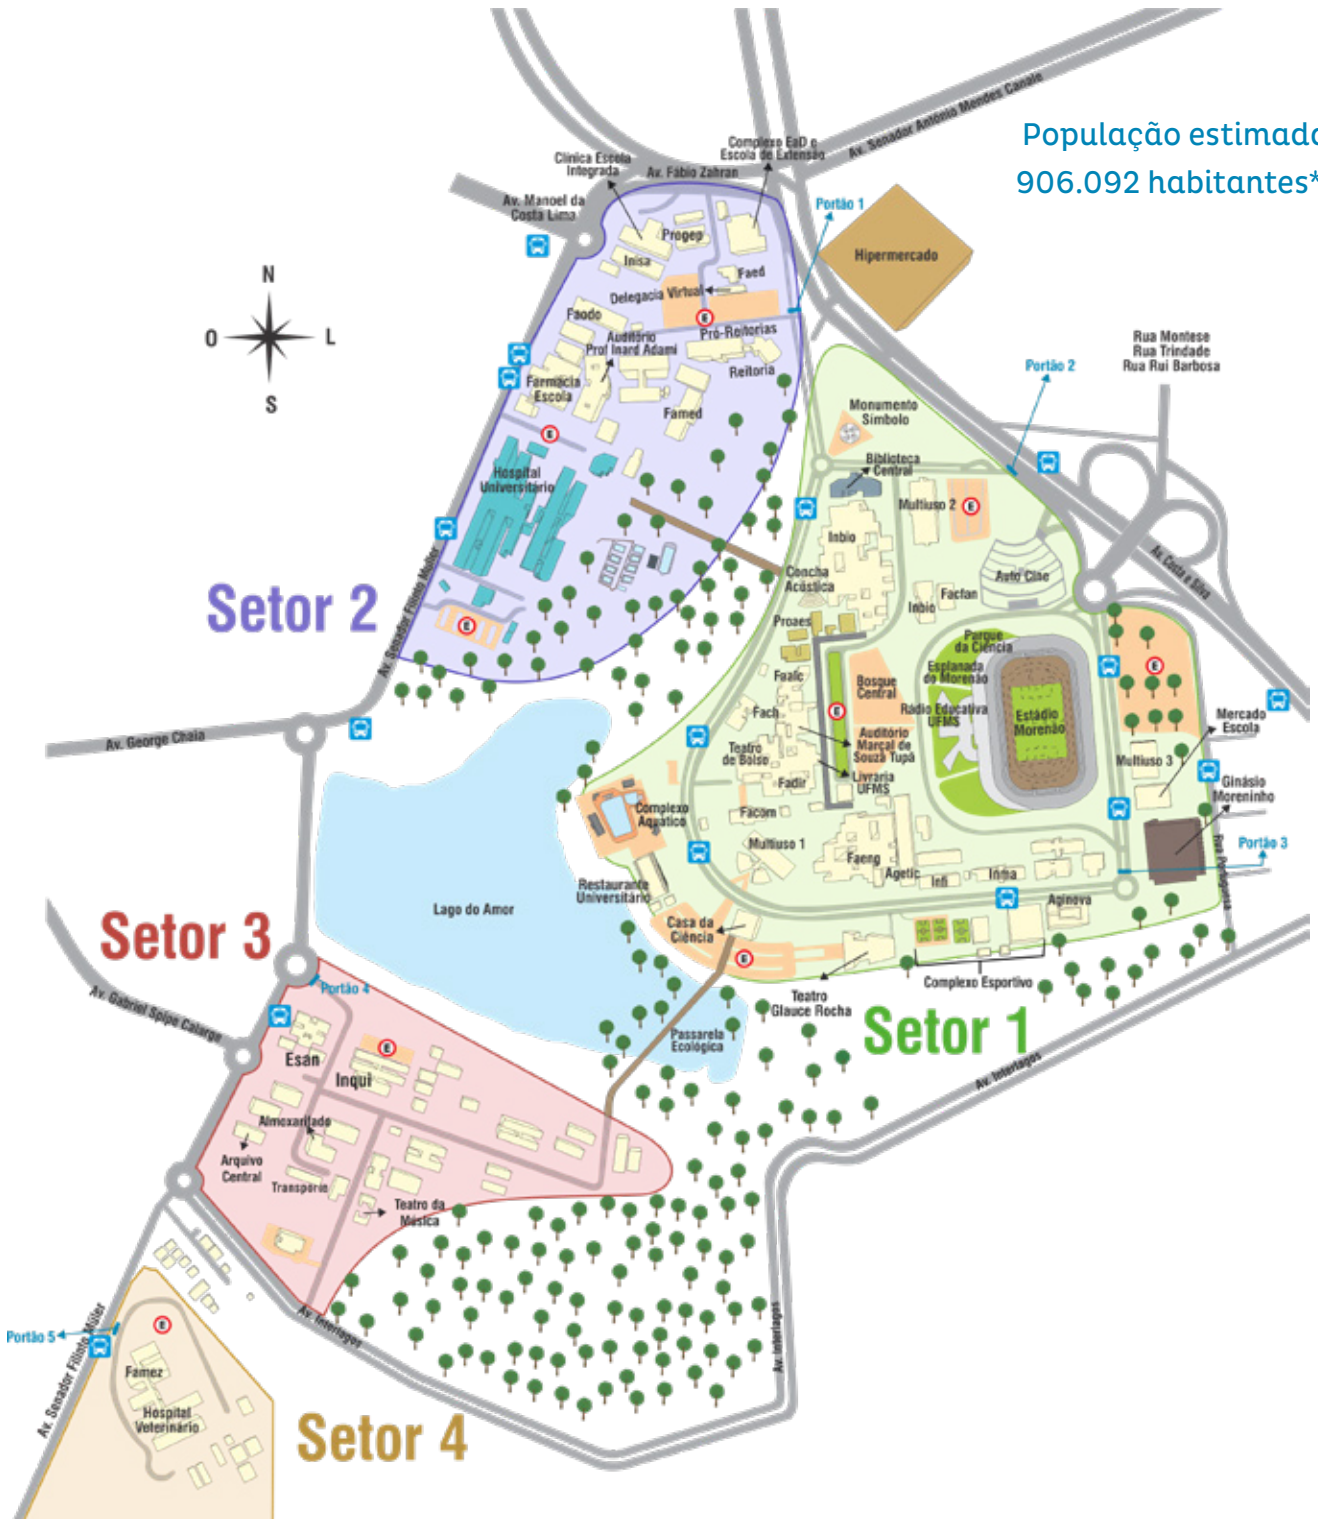 População estimada
906.092 habitantes*
Av. Senador Antônio Mendes Canale
Complexo EaD e
Escola de Extensão
Clínica Escola
Integrada
Av. Fábio Zahran
Av. Manoel da
Costa Lima
Portão 1
Hipermercado
Progep
Inisa
Faed
Delegacia Virtual
E
Faodo
Auditório
Prof Inard Adami
Pró-Reitorias
Reitoria
Farmácia
Escola
Famed
E
Hospital
Universitário
E
Av. Senador Filinto Müller
Setor 2
N
O
L
S
Rua Montese
Rua Trindade
Rua Rui Barbosa
Portão 2
Monumento
Símbolo
Biblioteca
Central
Multiuso 2
E
Inbio
Auto Cine
Av. Costa e Silva
Concha
Acústica
Facfan
Inbio
Proaes
Parque
da Ciência
Esplanada
do Morenão
E
Faalc
Bosque
Central
Rádio Educativa
UFMS
Estádio
Morenão
Fach
E
Auditório
Marçal de
Souza Tupã
Mercado
Escola
Teatro
de Bolso
Multiuso 3
Livraria
UFMS
Fadir
Ginásio
Moreninho
Complexo
Aquático
Facom
Multiuso 1
Faeng
Agetic
Infi
Inma
Portão 3
Rua Portuguesa
Restaurante
Universitário
Aginova
Casa da
Ciência
E
Complexo Esportivo
Teatro
Glauce Rocha
Setor 1
Av. Interlagos
Passarela
Ecológica
Lago do Amor
Av. George Chaia
Setor 3
Av. Gabriel Spipe Calarge
Portão 4
Esan
E
Inqui
Almoxarifado
Arquivo
Central
Transporte
Teatro da
Música
Av. Interlagos
Av. Interlagos
Portão 5
E
Av. Senador Filinto Müller
Famez
Hospital
Veterinário
Setor 4